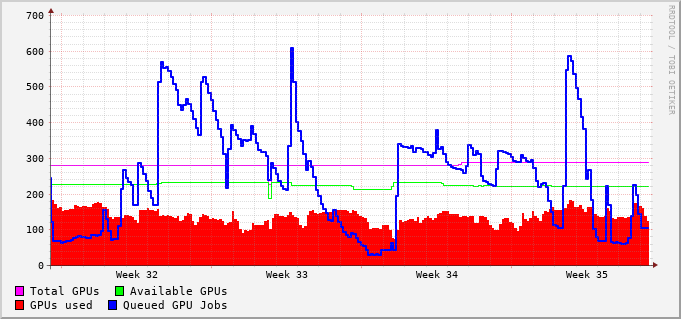 700
600
500
400
300
200
100
0
Week 32 Week 33 Week 34 Week 35
Total GPUs Available GPUs
GPUs used Queued GPU Jobs
RRDTOOL / TOBI OETIKER